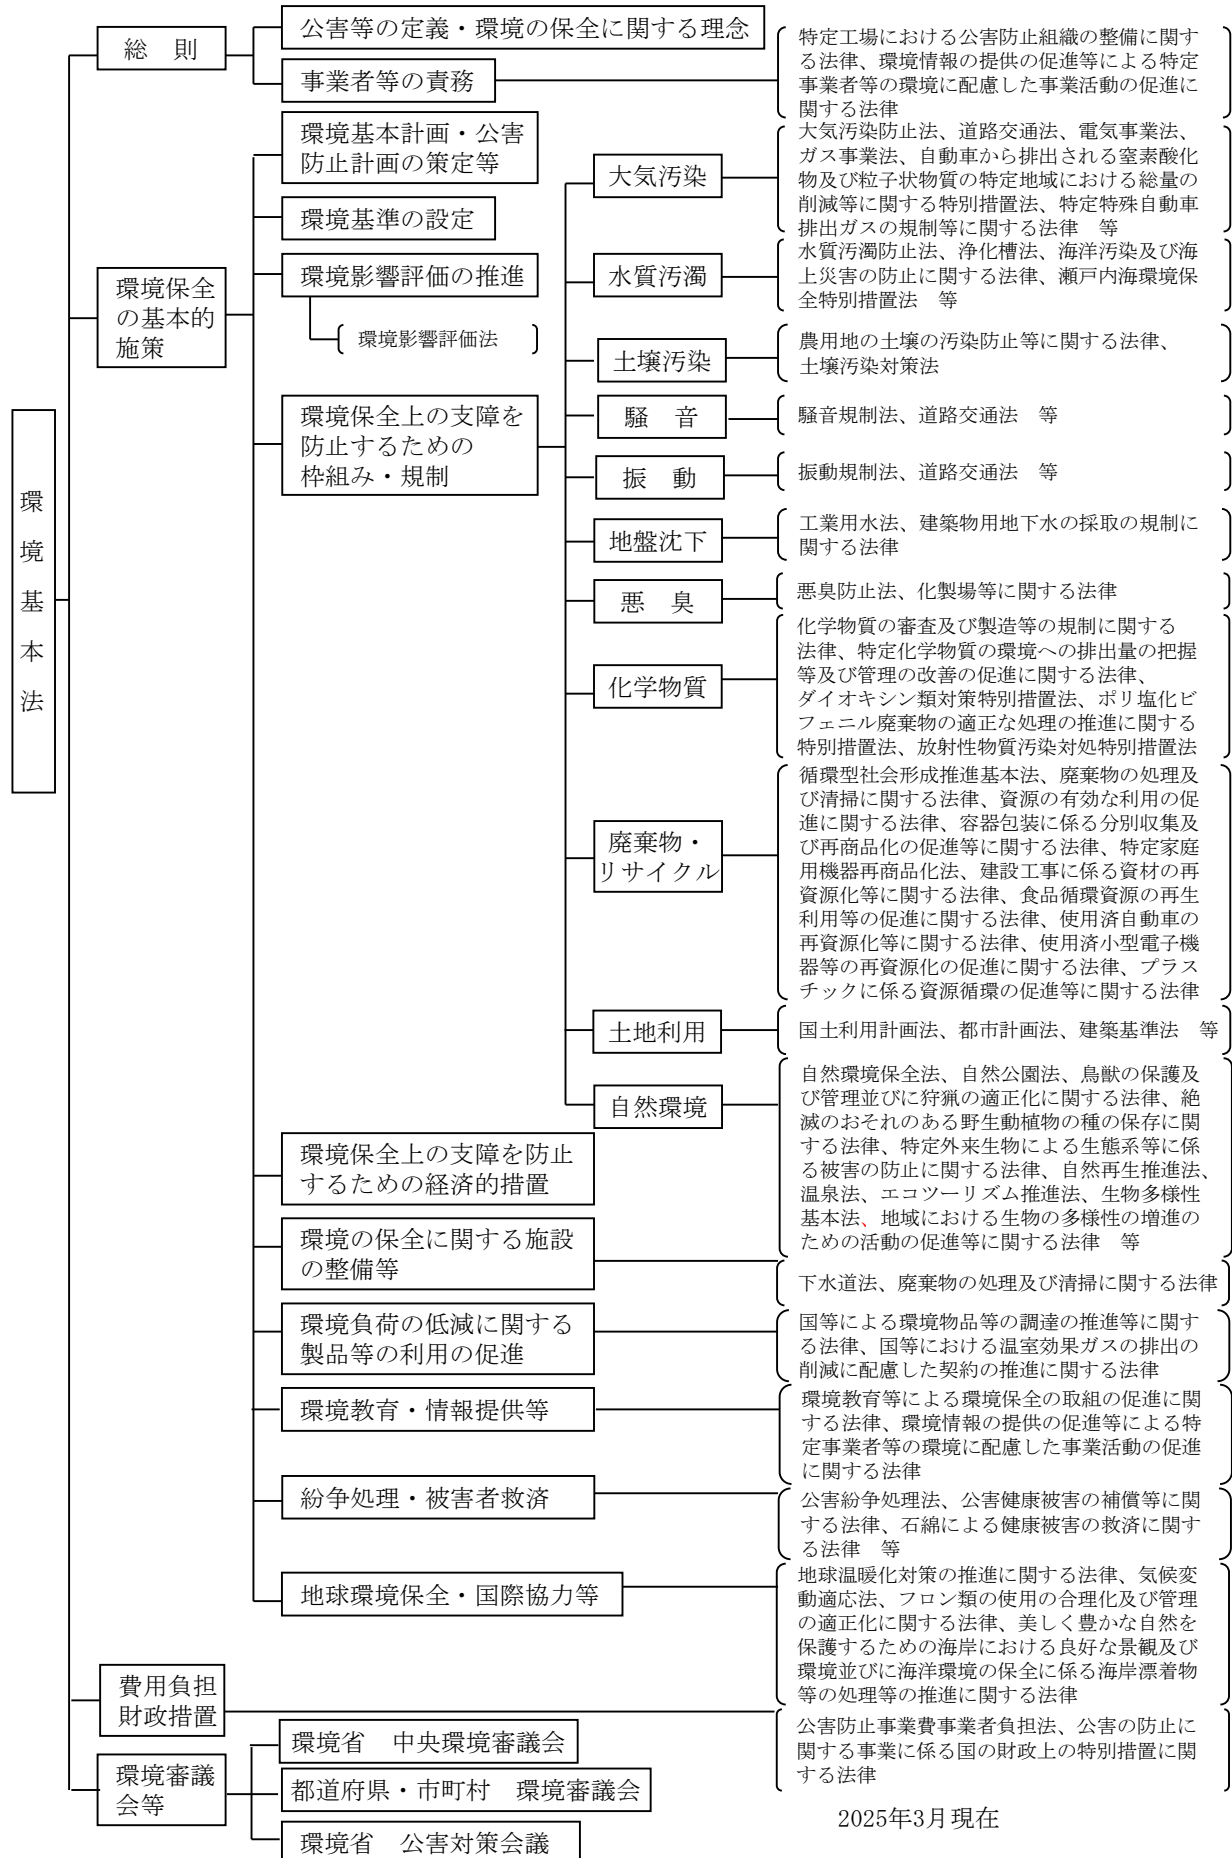 環
境
基
本
法
総　則
公害等の定義・環境の保全に関する理念
事業者等の責務
特定工場における公害防止組織の整備に関す
る法律、環境情報の提供の促進等による特定
事業者等の環境に配慮した事業活動の促進に
関する法律
環境保全
の基本的
施策
環境基本計画・公害
防止計画の策定等
環境基準の設定
環境影響評価の推進
環境影響評価法
環境保全上の支障を
防止するための
枠組み・規制
大気汚染
大気汚染防止法、道路交通法、電気事業法、
ガス事業法、自動車から排出される窒素酸化
物及び粒子状物質の特定地域における総量の
削減等に関する特別措置法、特定特殊自動車
排出ガスの規制等に関する法律　等
水質汚濁
水質汚濁防止法、浄化槽法、海洋汚染及び海
上災害の防止に関する法律、瀬戸内海環境保
全特別措置法　等
土壌汚染
農用地の土壌の汚染防止等に関する法律、
土壌汚染対策法
騒　音
騒音規制法、道路交通法　等
振　動
振動規制法、道路交通法　等
地盤沈下
工業用水法、建築物用地下水の採取の規制に
関する法律
悪　臭
悪臭防止法、化製場等に関する法律
化学物質
化学物質の審査及び製造等の規制に関する
法律、特定化学物質の環境への排出量の把握
等及び管理の改善の促進に関する法律、
ダイオキシン類対策特別措置法、ポリ塩化ビ
フェニル廃棄物の適正な処理の推進に関する
特別措置法、放射性物質汚染対処特別措置法
廃棄物・
リサイクル
循環型社会形成推進基本法、廃棄物の処理及
び清掃に関する法律、資源の有効な利用の促
進に関する法律、容器包装に係る分別収集及
び再商品化の促進等に関する法律、特定家庭
用機器再商品化法、建設工事に係る資材の再
資源化等に関する法律、食品循環資源の再生
利用等の促進に関する法律、使用済自動車の
再資源化等に関する法律、使用済小型電子機
器等の再資源化の促進に関する法律、プラス
チックに係る資源循環の促進等に関する法律
土地利用
国土利用計画法、都市計画法、建築基準法　等
自然環境
自然環境保全法、自然公園法、鳥獣の保護及
び管理並びに狩猟の適正化に関する法律、絶
滅のおそれのある野生動植物の種の保存に関
する法律、特定外来生物による生態系等に係
る被害の防止に関する法律、自然再生推進法、
温泉法、エコツーリズム推進法、生物多様性
基本法、地域における生物の多様性の増進の
ための活動の促進等に関する法律　等
環境保全上の支障を防止
するための経済的措置
環境の保全に関する施設
の整備等
下水道法、廃棄物の処理及び清掃に関する法律
環境負荷の低減に関する
製品等の利用の促進
国等による環境物品等の調達の推進等に関す
る法律、国等における温室効果ガスの排出の
削減に配慮した契約の推進に関する法律
環境教育・情報提供等
環境教育等による環境保全の取組の促進に関
する法律、環境情報の提供の促進等による特
定事業者等の環境に配慮した事業活動の促進
に関する法律
紛争処理・被害者救済
公害紛争処理法、公害健康被害の補償等に関
する法律、石綿による健康被害の救済に関す
る法律　等
地球環境保全・国際協力等
地球温暖化対策の推進に関する法律、気候変
動適応法、フロン類の使用の合理化及び管理
の適正化に関する法律、美しく豊かな自然を
保護するための海岸における良好な景観及び
環境並びに海洋環境の保全に係る海岸漂着物
等の処理等の推進に関する法律
費用負担
財政措置
公害防止事業費事業者負担法、公害の防止に
関する事業に係る国の財政上の特別措置に関
する法律
環境審議
会等
環境省　中央環境審議会
都道府県・市町村　環境審議会
環境省　公害対策会議
2025年3月現在